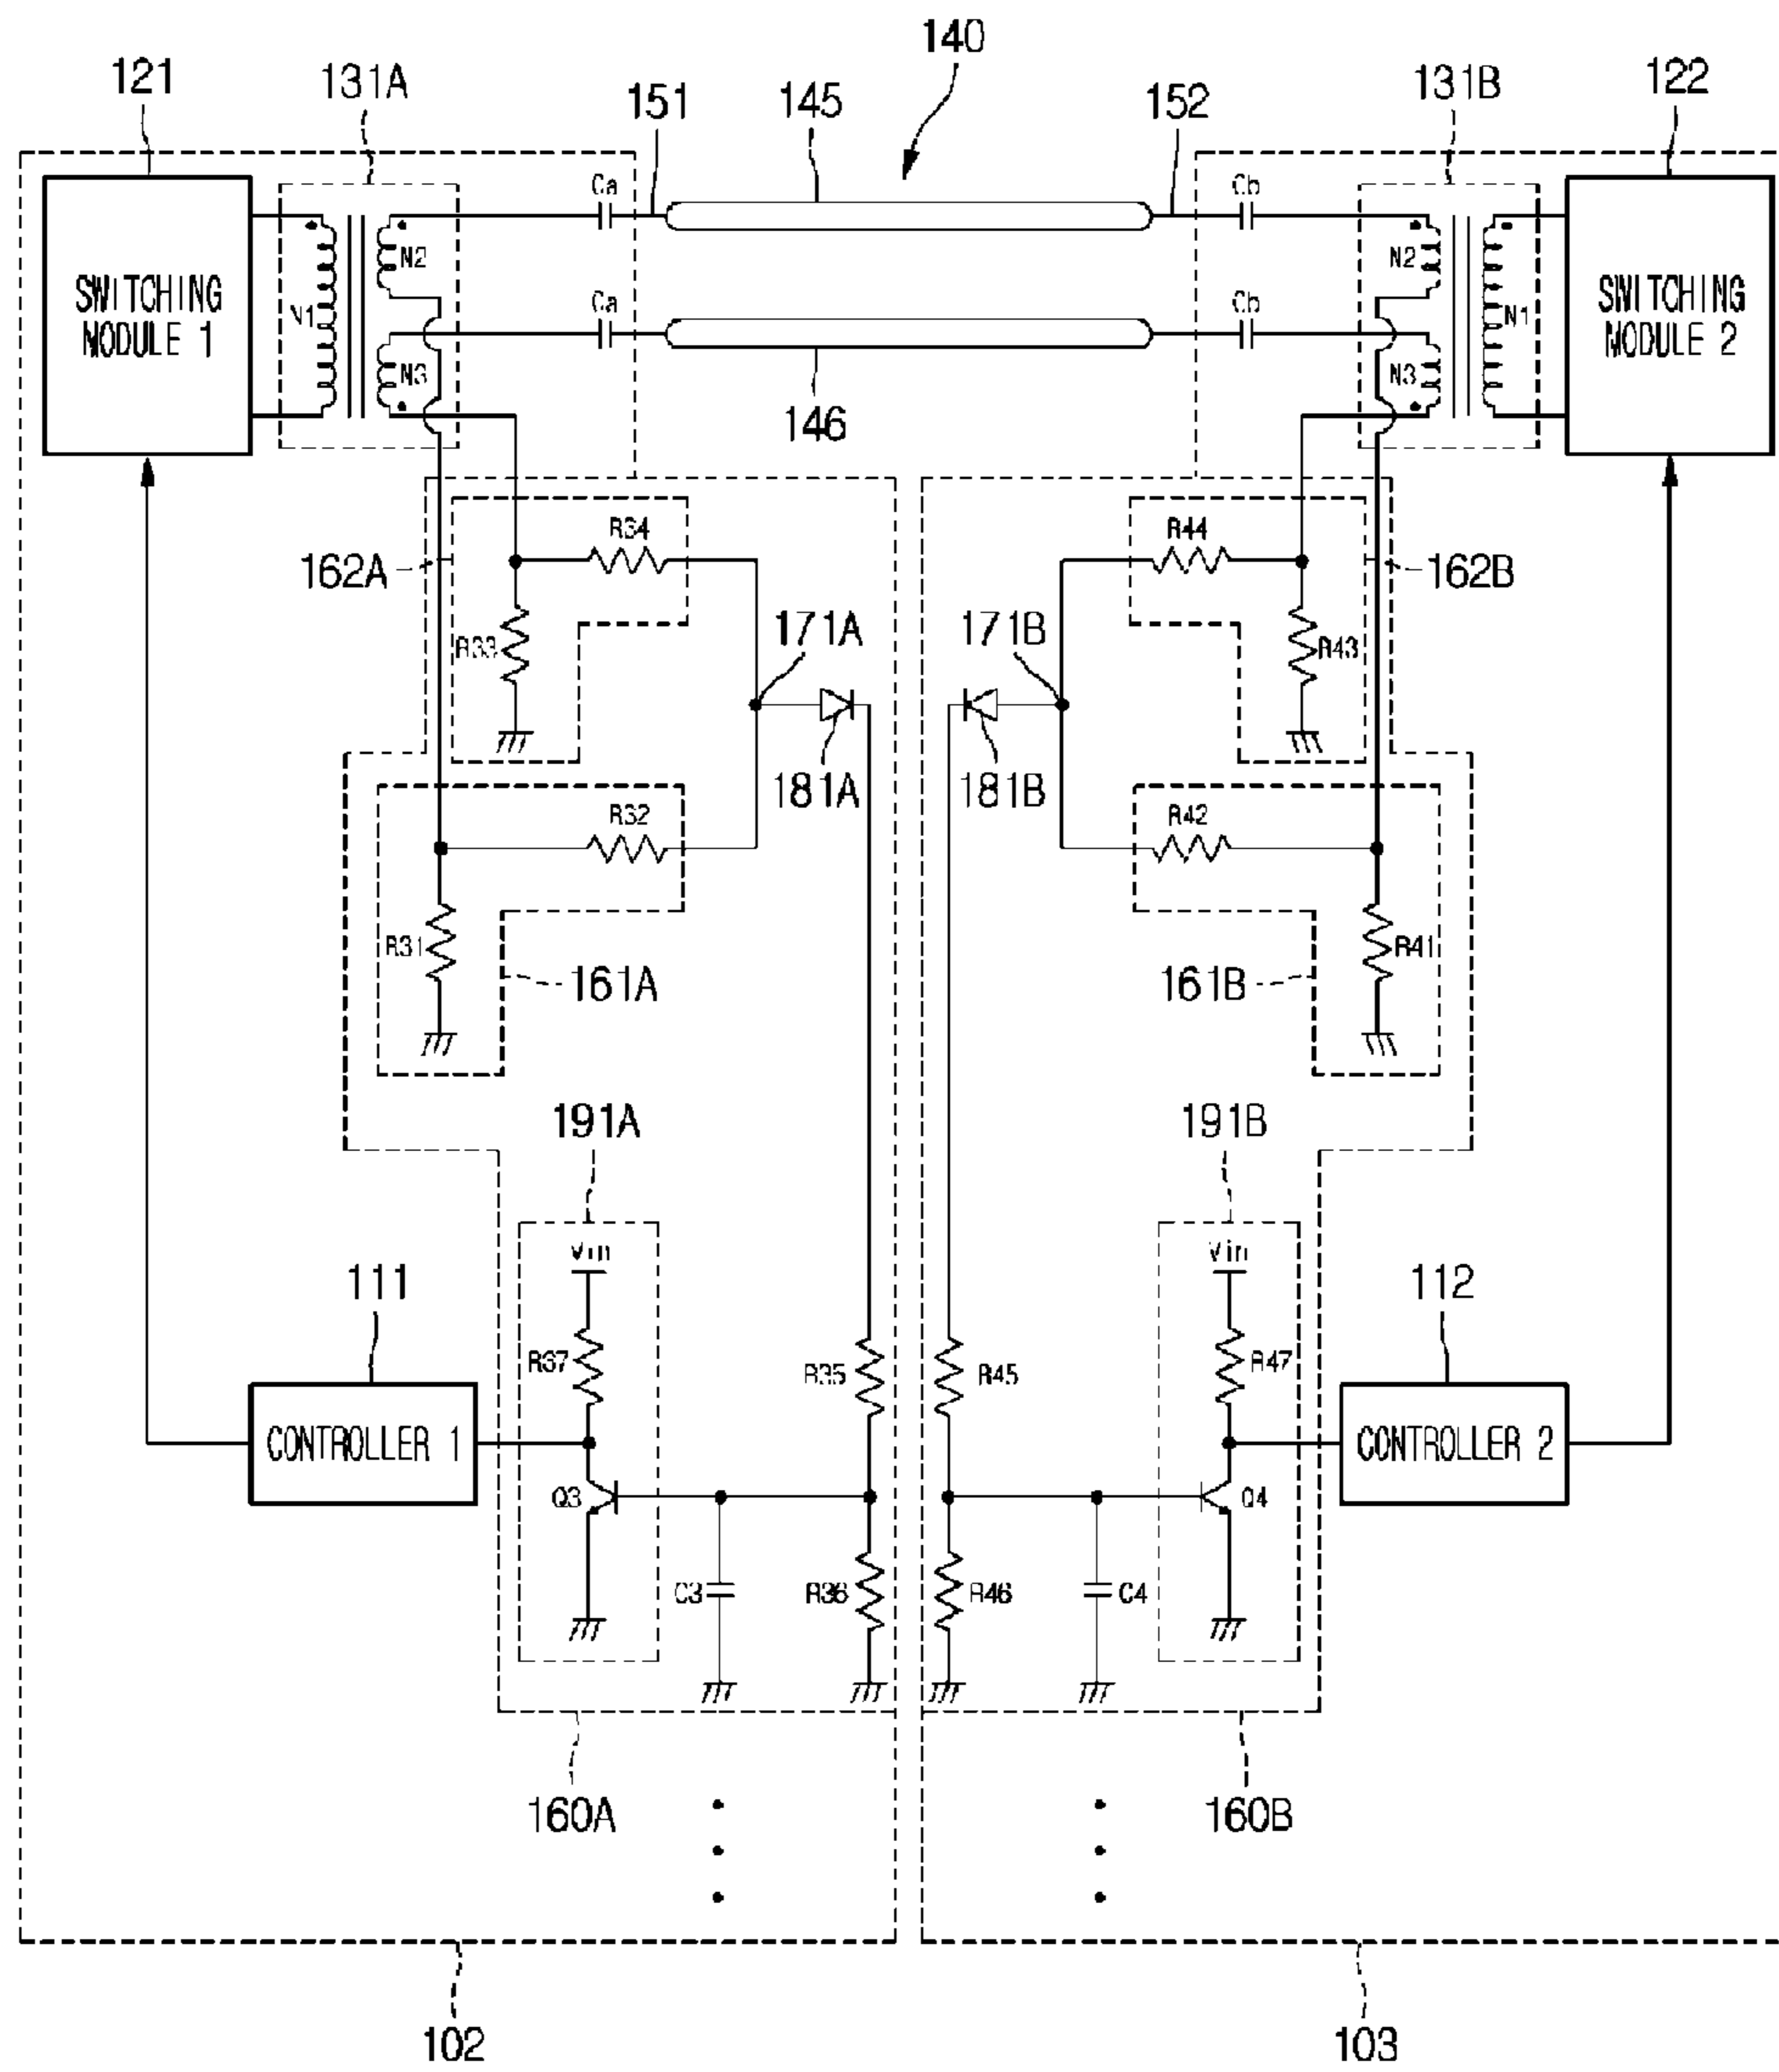 140
121
131A
151
145
152
131B
122
Ca
Cb
SWITCHING
MODULE 1
N1
N2
N3
Ca
Cb
N2
N3
N1
SWITCHING
MODULE 2
146
R34
R44
162A
162B
R33
171A
171B
R43
181A
181B
R32
R42
R31
161A
161B
R41
191A
191B
Vin
Vin
111
112
R37
R35
R45
R47
CONTROLLER 1
CONTROLLER 2
Q3
Q4
C3
R36
R46
C4
160A
160B
102
103